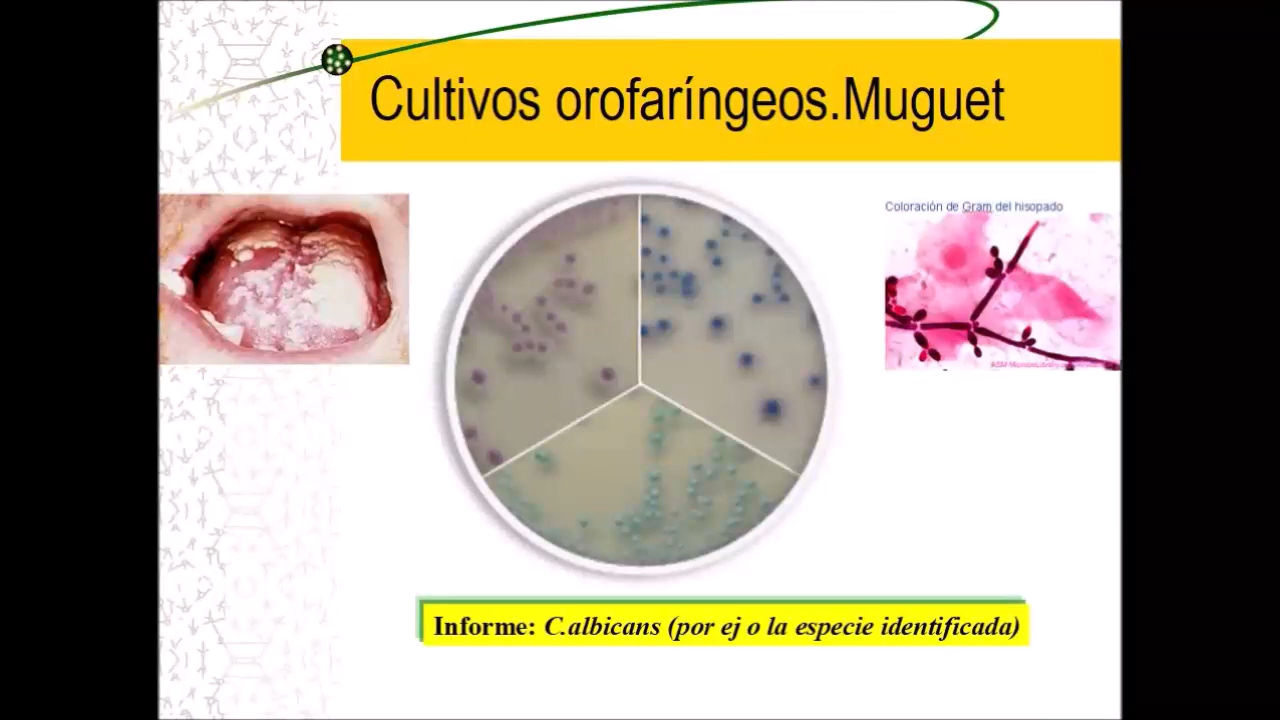 Cultivos orofaríngeos.Muguet
Coloración de Gram del hisopado
Informe: C.albicans (por ej o la especie identificada)